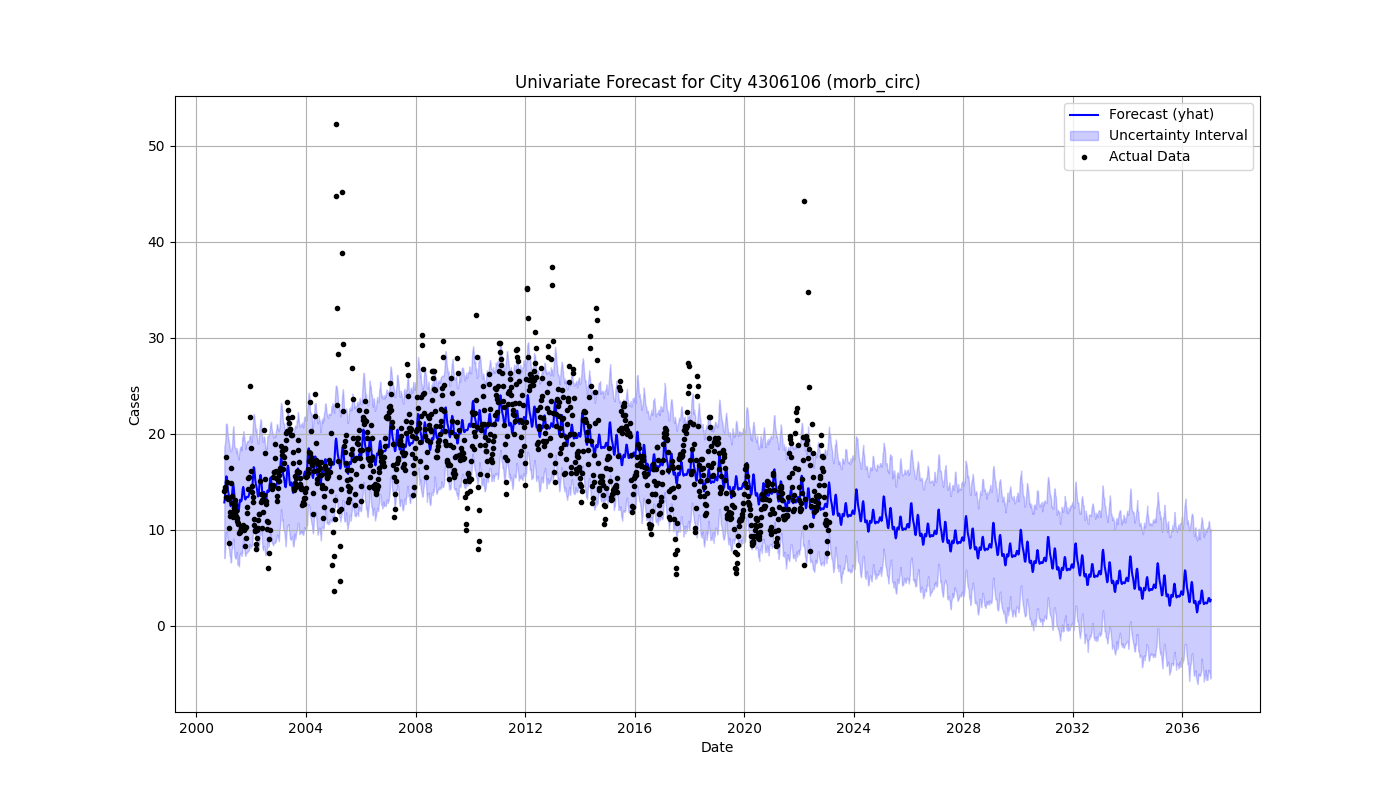 Univariate Forecast for City 4306106 (morb_circ)
Forecast (yhat)
Uncertainty Interval
Actual Data
Cases
50
40
30
20
10
0
2000 2004 2008 2012 2016 2020 2024 2028 2032 2036
Date